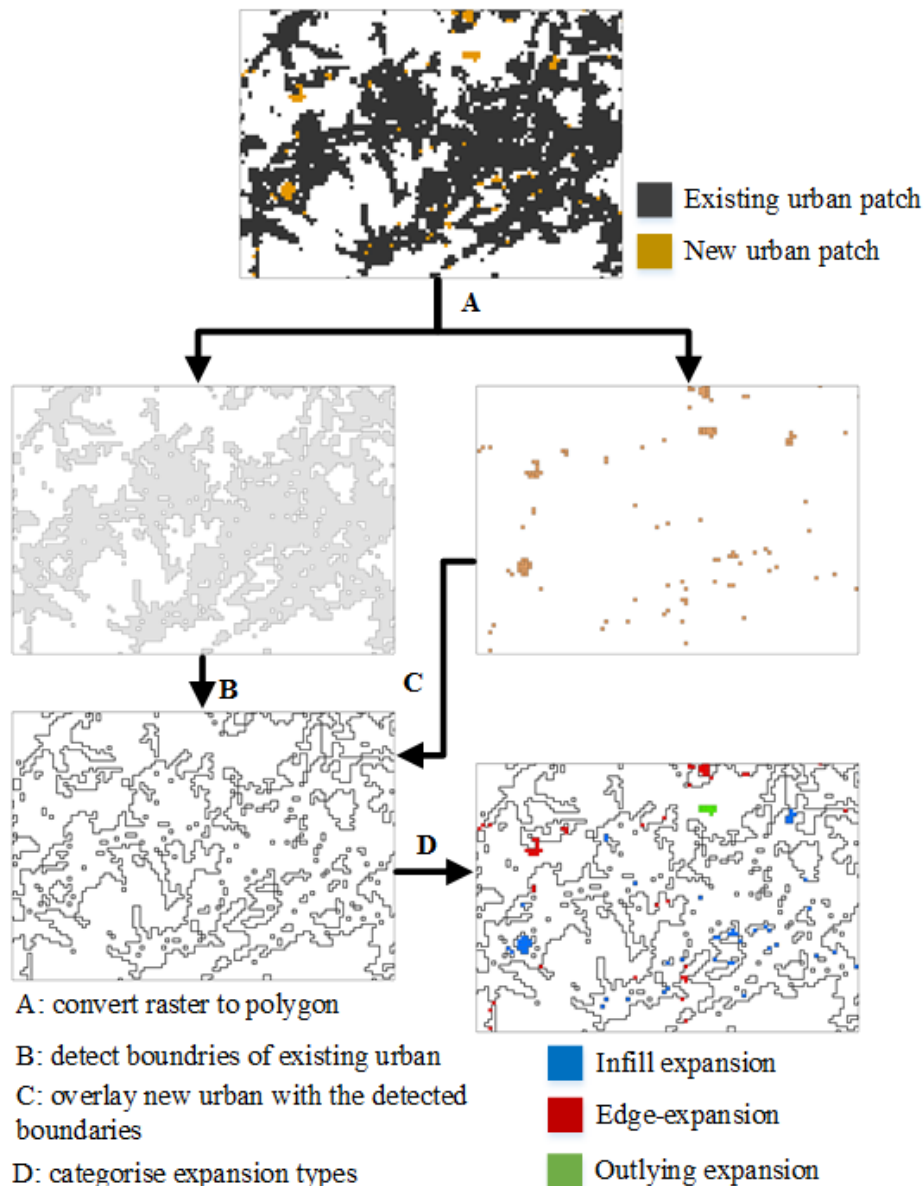 Existing urban patch
New urban patch
A
B
C
D
A: convert raster to polygon
B: detect boundries of existing urban
C: overlay new urban with the detected
boundaries
D: categorise expansion types
Infill expansion
Edge-expansion
Outlying expansion